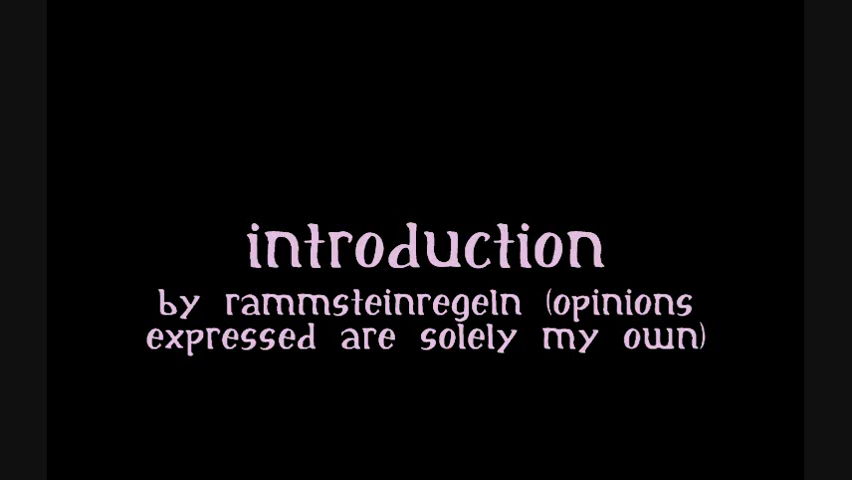 introduction
by rammsteinregeln (opinions
expressed are solely my own)